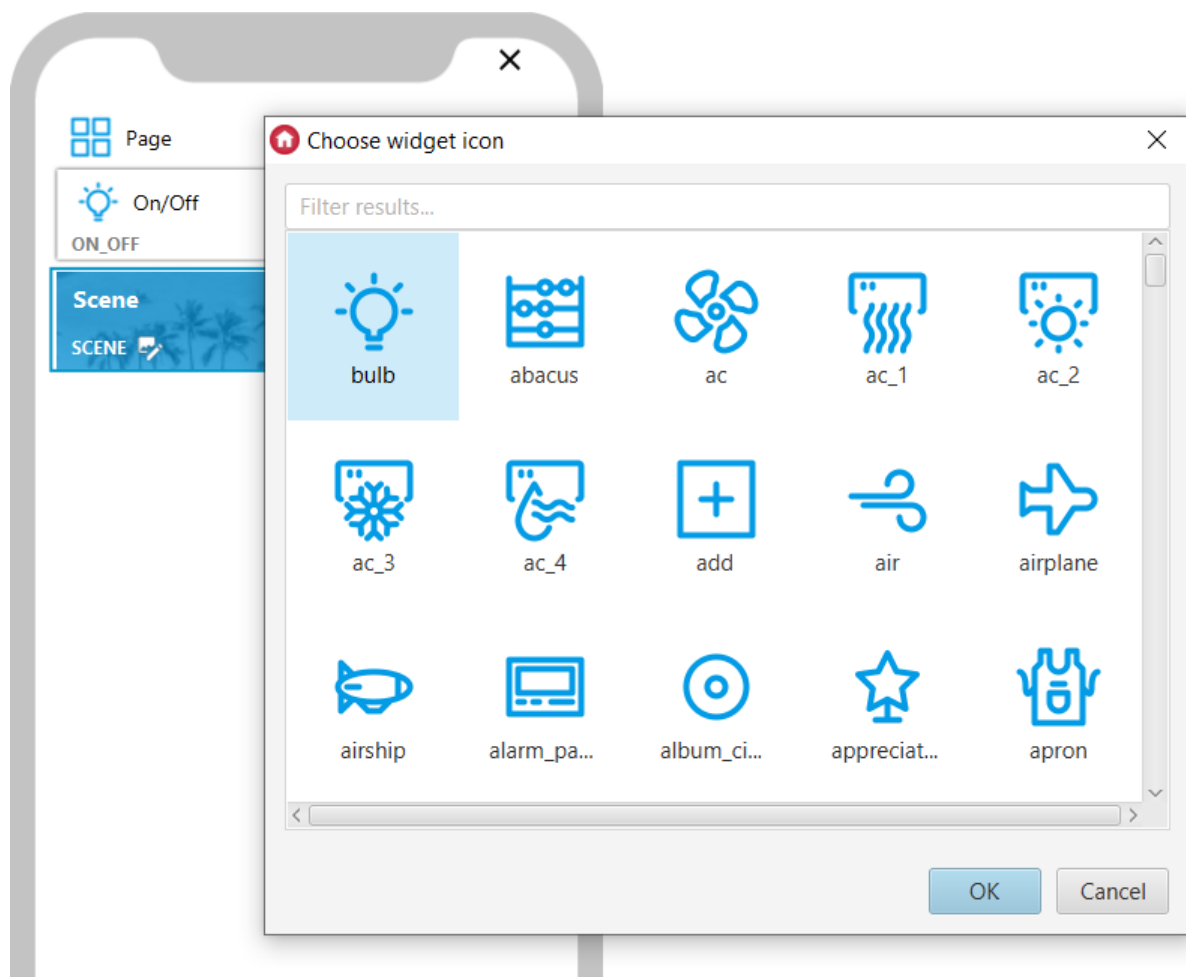 Page
On/Off
ON_OFF
Scene
SCENE
Choose widget icon
Filter results...
bulb abacus ac ac_1 ac_2
ac_3 ac_4 add air airplane
airship alarm_pa... album_ci... appreciat... apron
OK Cancel